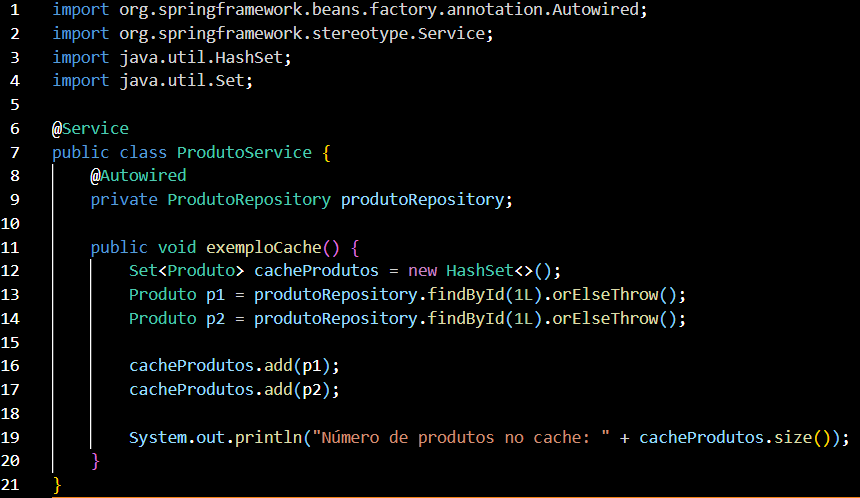 1 import org.springframework.beans.factory.annotation.Autowired;
2 import org.springframework.stereotype.Service;
3 import java.util.HashSet;
4 import java.util.Set;
5
6 @Service
7 public class ProdutoService {
8     @Autowired
9     private ProdutoRepository produtoRepository;
10
11     public void exemploCache() {
12         Set<Produto> cacheProdutos = new HashSet<>();
13         Produto p1 = produtoRepository.findById(1L).orElseThrow();
14         Produto p2 = produtoRepository.findById(1L).orElseThrow();
15
16         cacheProdutos.add(p1);
17         cacheProdutos.add(p2);
18
19         System.out.println("Número de produtos no cache: " + cacheProdutos.size());
20     }
21 }